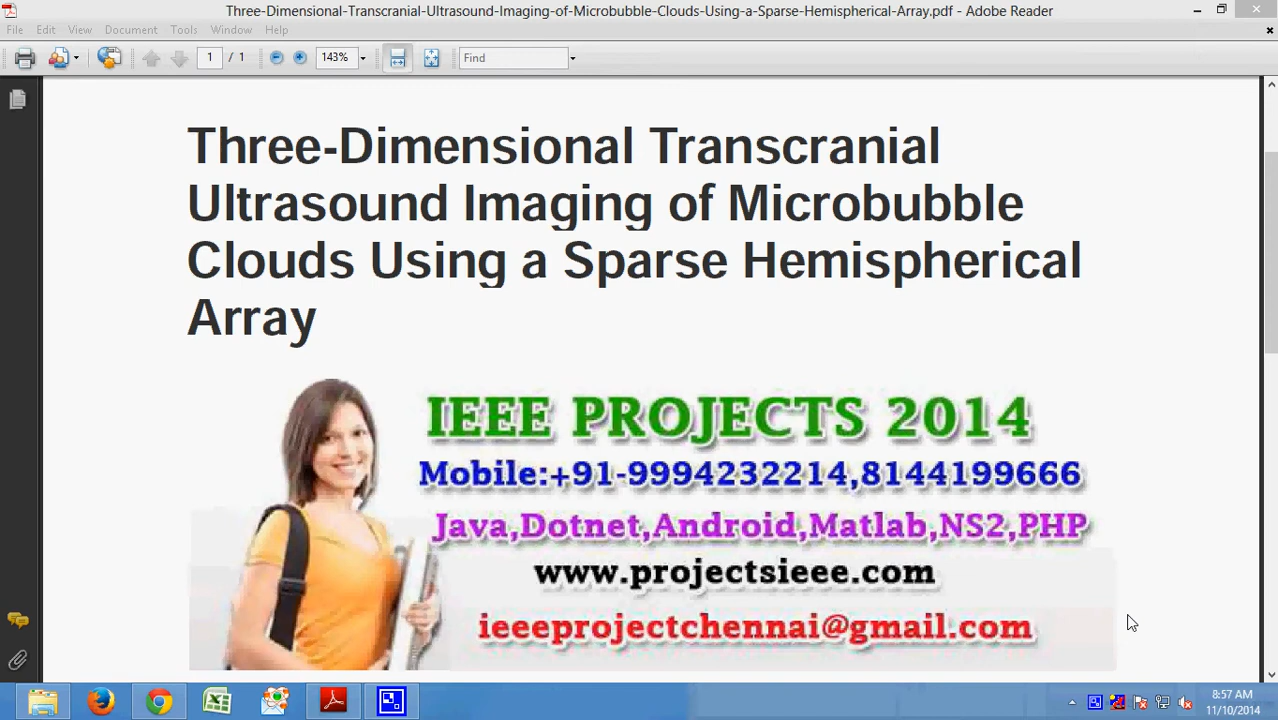 Three-Dimensional-Transcranial-Ultrasound-Imaging-of-Microbubble-Clouds-Using-a-Sparse-Hemispherical-Array.pdf - Adobe Reader
File Edit View Document Tools Window Help
1 / 1 143% Find
Three-Dimensional Transcranial
Ultrasound Imaging of Microbubble
Clouds Using a Sparse Hemispherical
Array
IEEE PROJECTS 2014
Mobile:+91-9994232214,8144199666
Java,Dotnet,Android,Matlab,NS2,PHP
www.projectsieee.com
ieeeprojectchennai@gmail.com
8:57 AM
11/10/2014